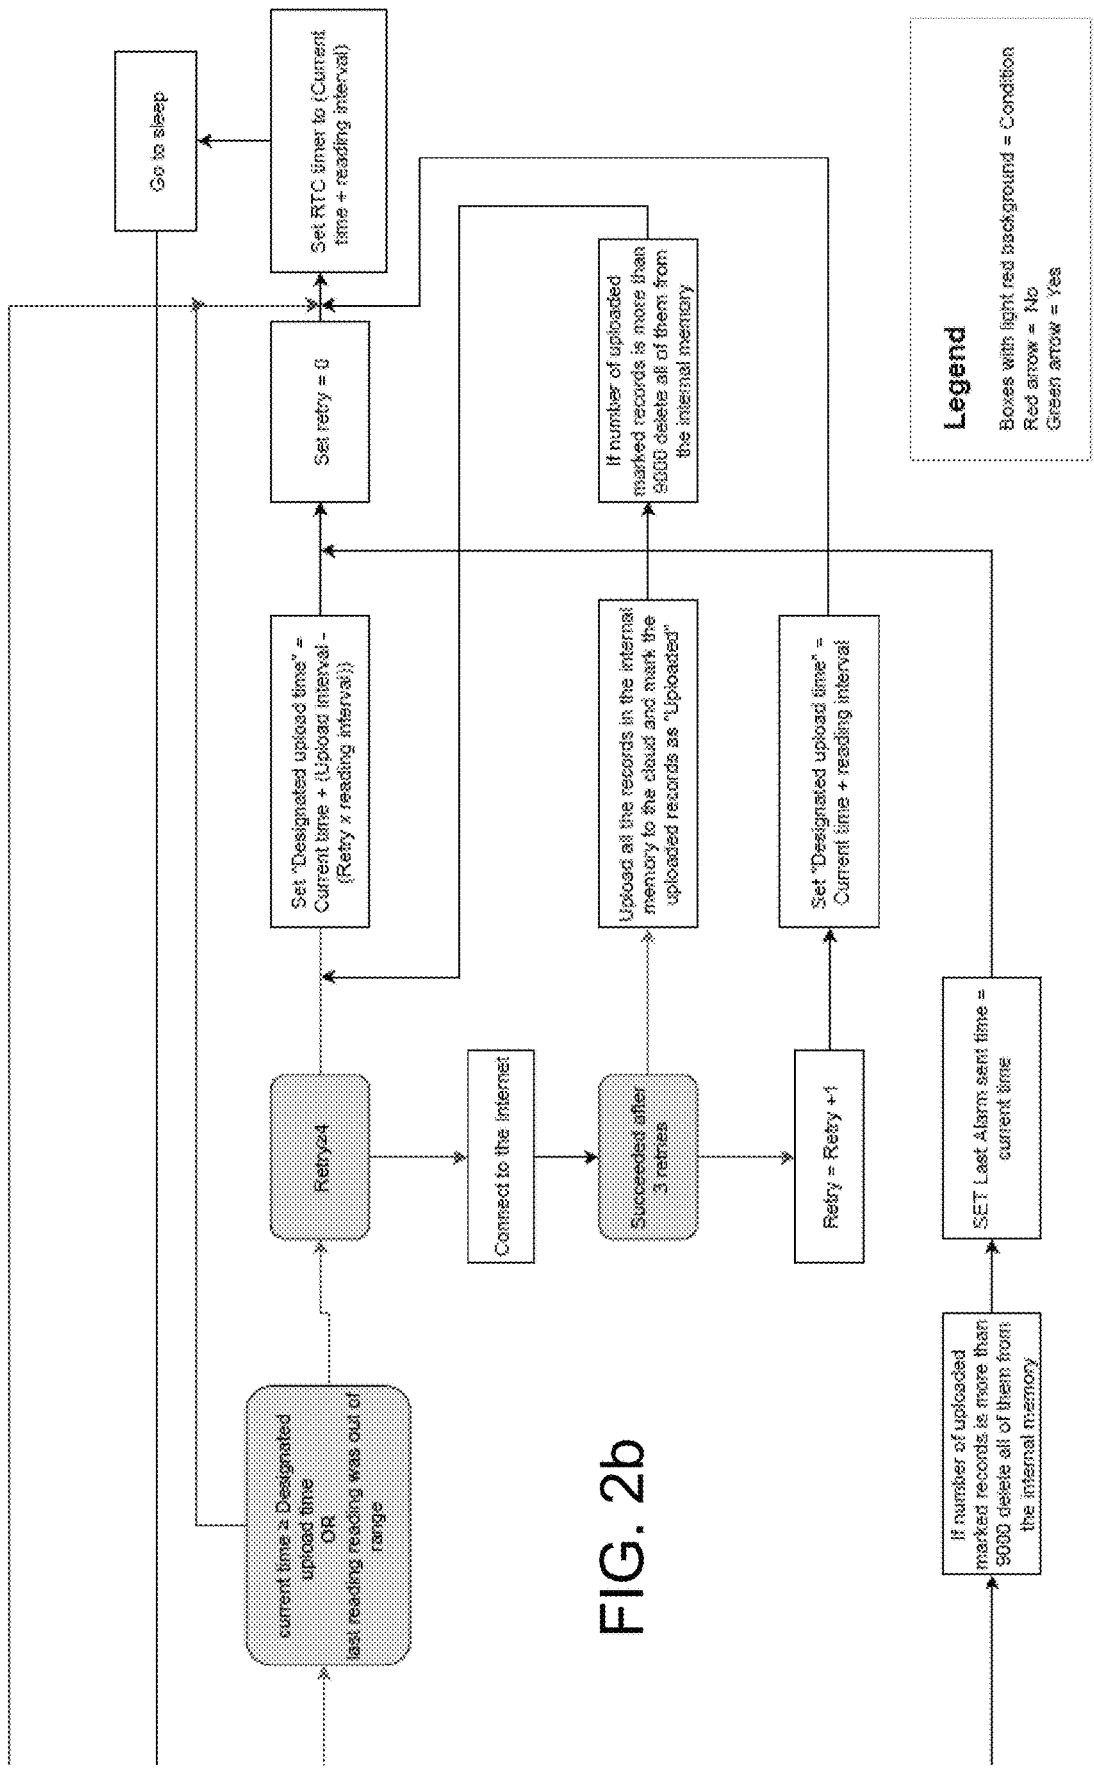 Go to sleep
Set RTC timer to (Current
time + reading interval)
Set retry = 0
Set "Designated upload time" =
Current time + (Upload interval -
(Retry x reading interval))
Retry≥4
current time ≥ Designated
upload time
OR
last reading reading was out of
range
Connect to the Internet
Succeeded after
3 retries
Upload all the records in the internal
memory to the cloud and mark the
uploaded records as "Uploaded"
If number of uploaded
marked records is more than
9000 delete all of them from
the internal memory
Retry = Retry +1
Set "Designated upload time" =
Current time + reading interval
If number of uploaded
marked records is more than
9000 delete all of them from
the internal memory
SET Last Alarm sent time =
current time
Legend
Boxes with light red background = Condition
Red arrow = No
Green arrow = Yes
FIG. 2b